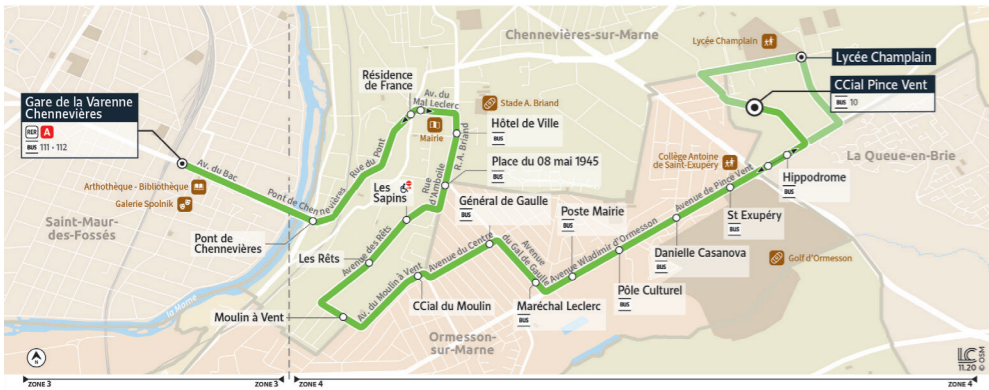 Chennevières-sur-Marne
Lycée Champlain
Lycée Champlain
CCial Pince Vent
BUS 10
Résidence
de France
Av. du
Mal Leclerc
Stade A. Briand
Mairie
Hôtel de Ville
BUS
R. A. Briand
Gare de la Varenne
Chennevières
RER A
BUS 111 • 112
Av. du Bac
Rue du Pont
Place du 08 mai 1945
BUS
Rue
d'Amboile
Collège Antoine
de Saint-Exupéry
La Queue-en-Brie
Hippodrome
BUS
Avenue de Pince Vent
Arthothèque - Bibliothèque
Galerie Spolnik
Pont de Chennevières
Les
Sapins
Général de Gaulle
BUS
Poste Mairie
BUS
St Exupéry
BUS
Saint-Maur-
des-Fossés
Pont de
Chennevières
Les Rêts
Avenue des Rêts
Avenue du Centre
Avenue
du Gal de Gaulle
Avenue Wladimir d'Ormesson
Danielle Casanova
BUS
Golf d'Ormesson
Av. du Moulin à Vent
Pôle Culturel
BUS
la Marne
Moulin à Vent
CCial du Moulin
Maréchal Leclerc
BUS
Ormesson-
sur-Marne
N
LC
11.20
© OSM
ZONE 3
ZONE 3
ZONE 4
ZONE 4